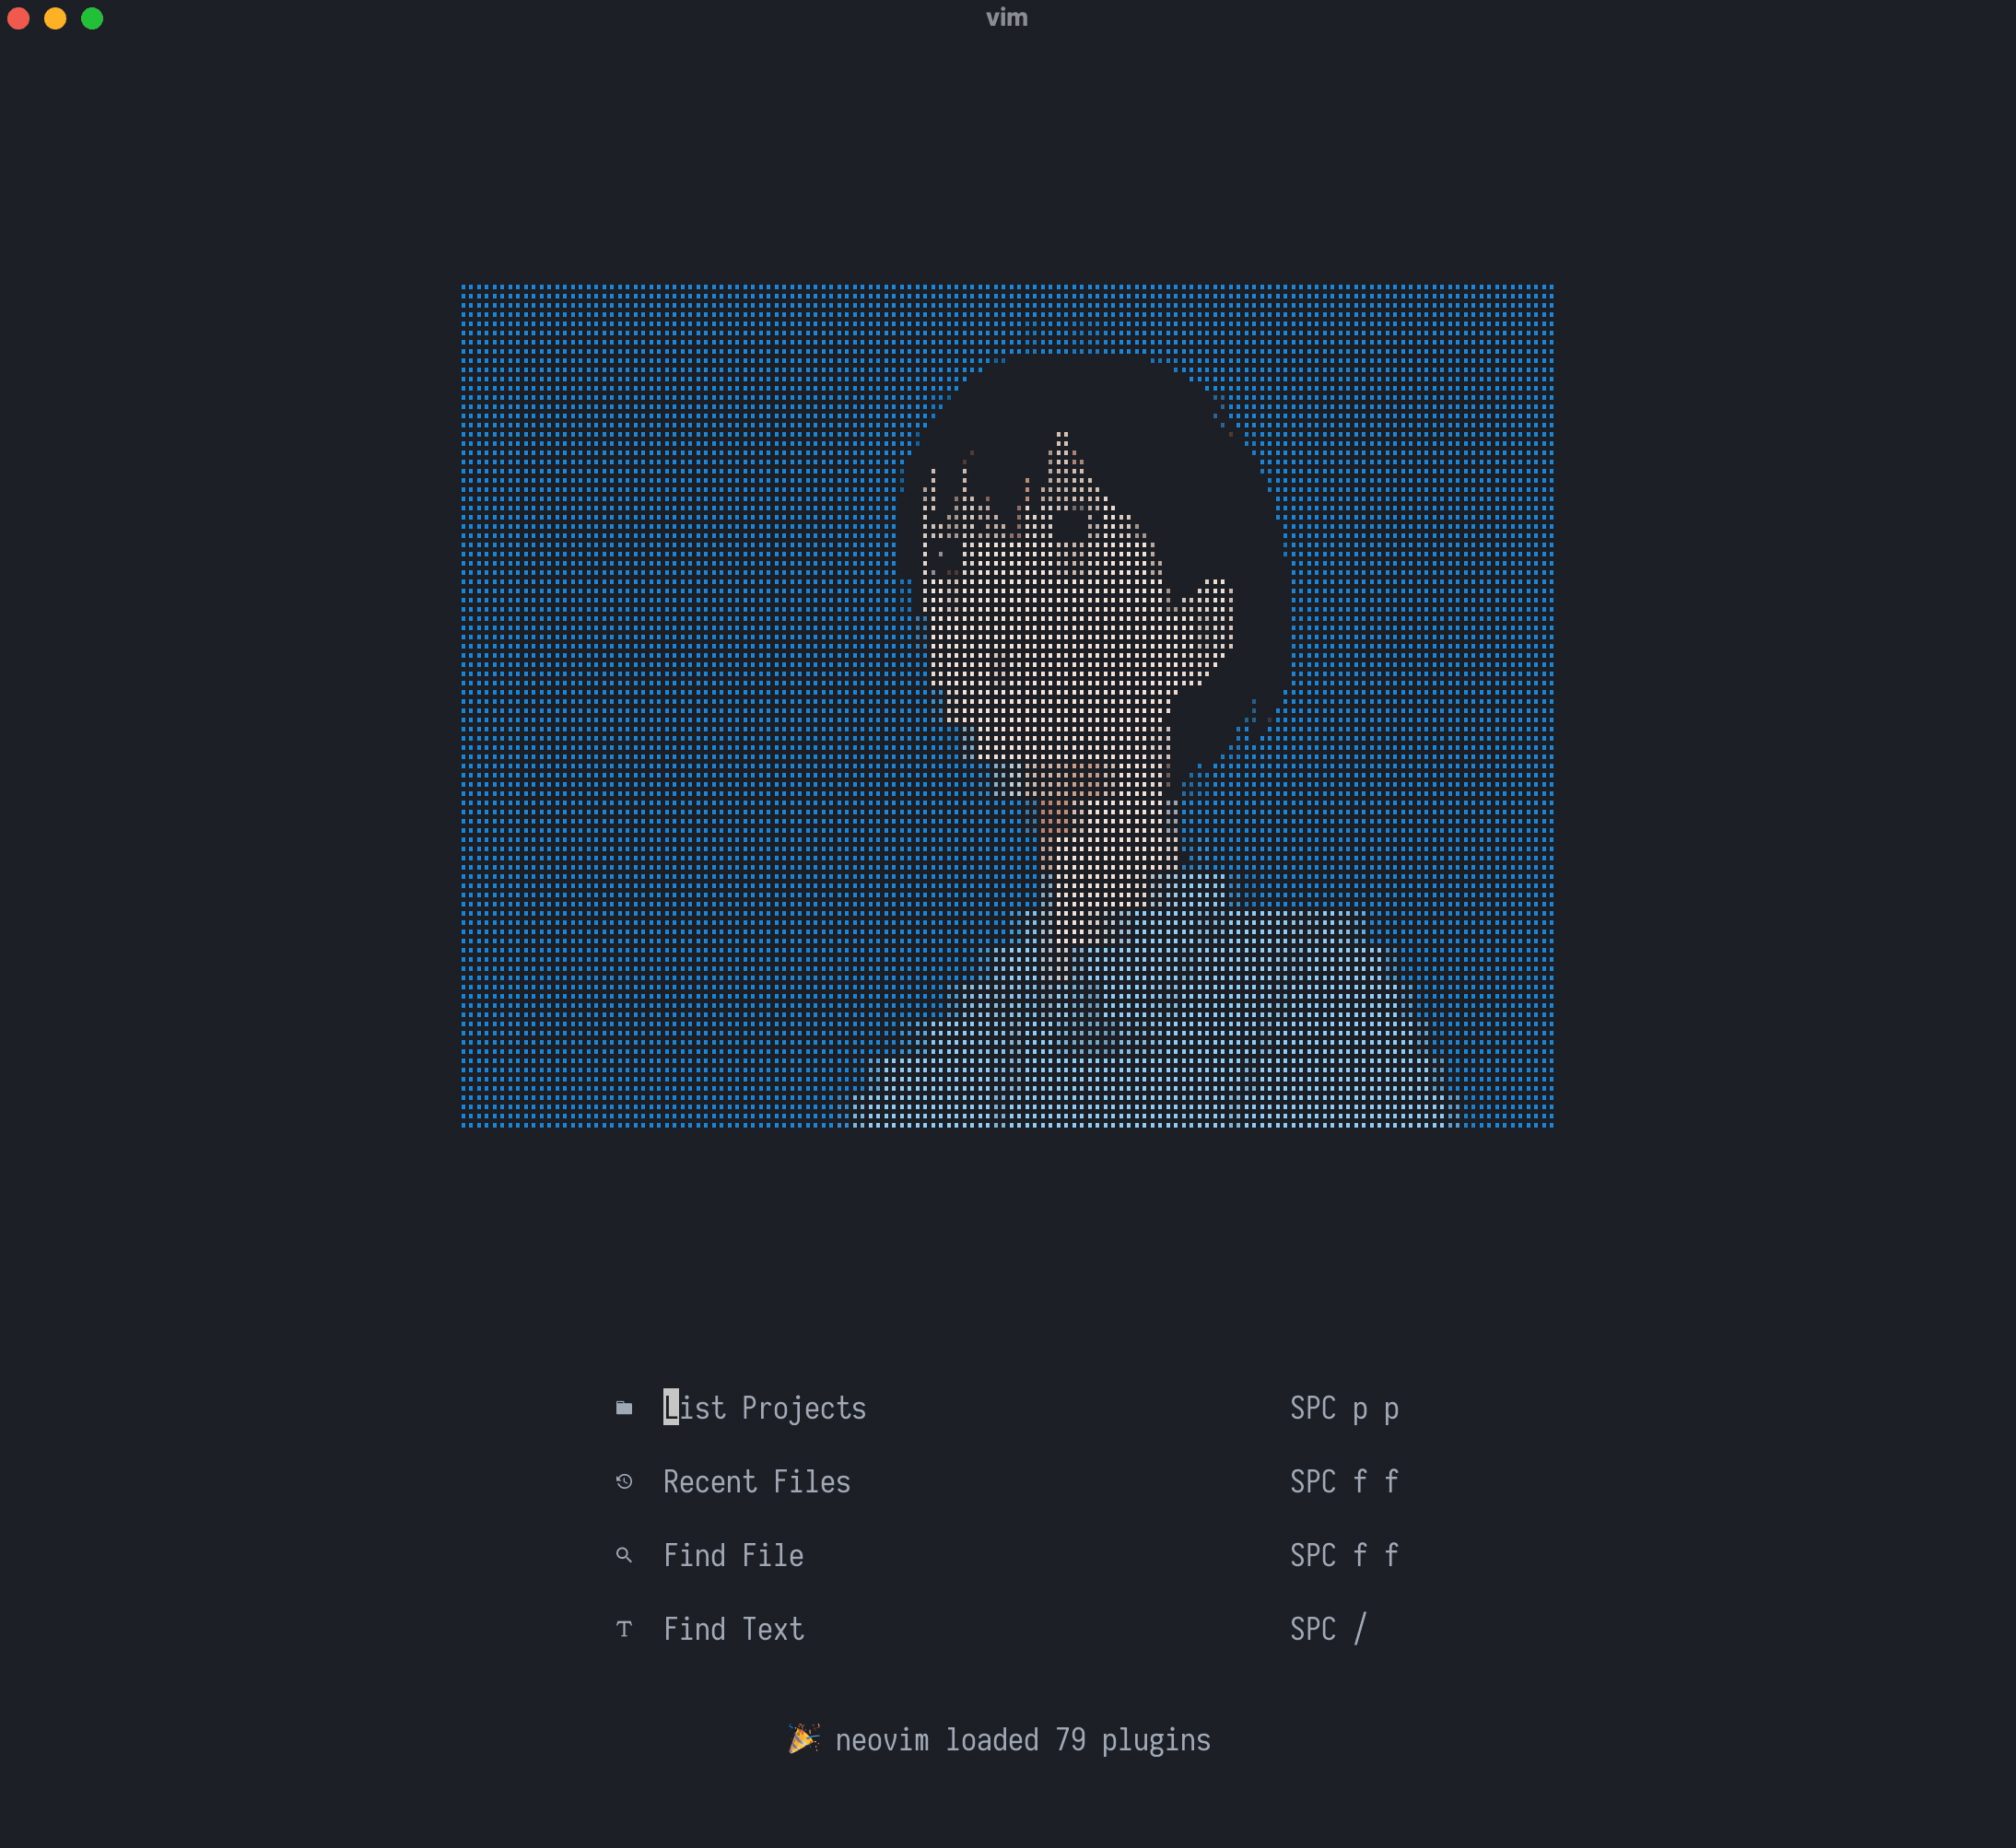 vim
List Projects SPC p p
Recent Files SPC f f
Find File SPC f f
Find Text SPC /
🎉 neovim loaded 79 plugins